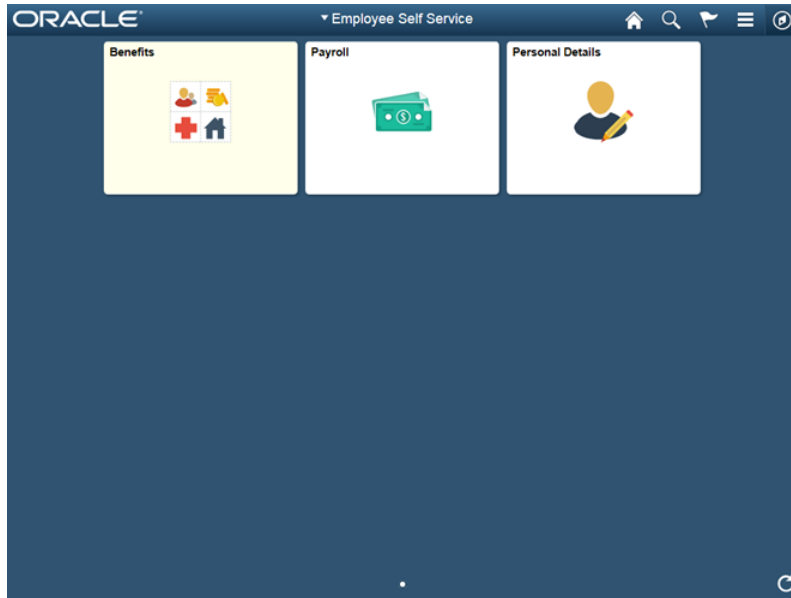 ORACLE
Employee Self Service
Benefits
Payroll
Personal Details